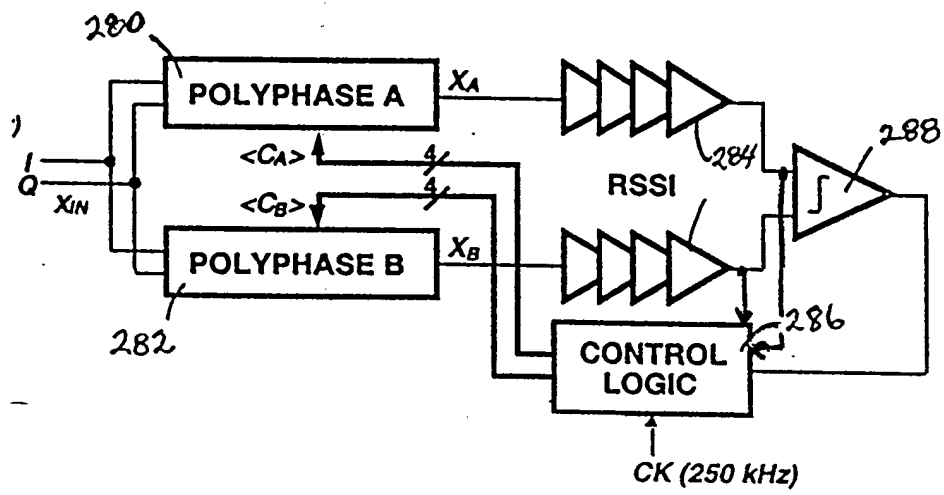 280
POLYPHASE A
XA
<CA>
4
284
288
I
Q
XIN
<CB>
4
RSSI
POLYPHASE B
XB
282
286
CONTROL
LOGIC
CK (250 kHz)